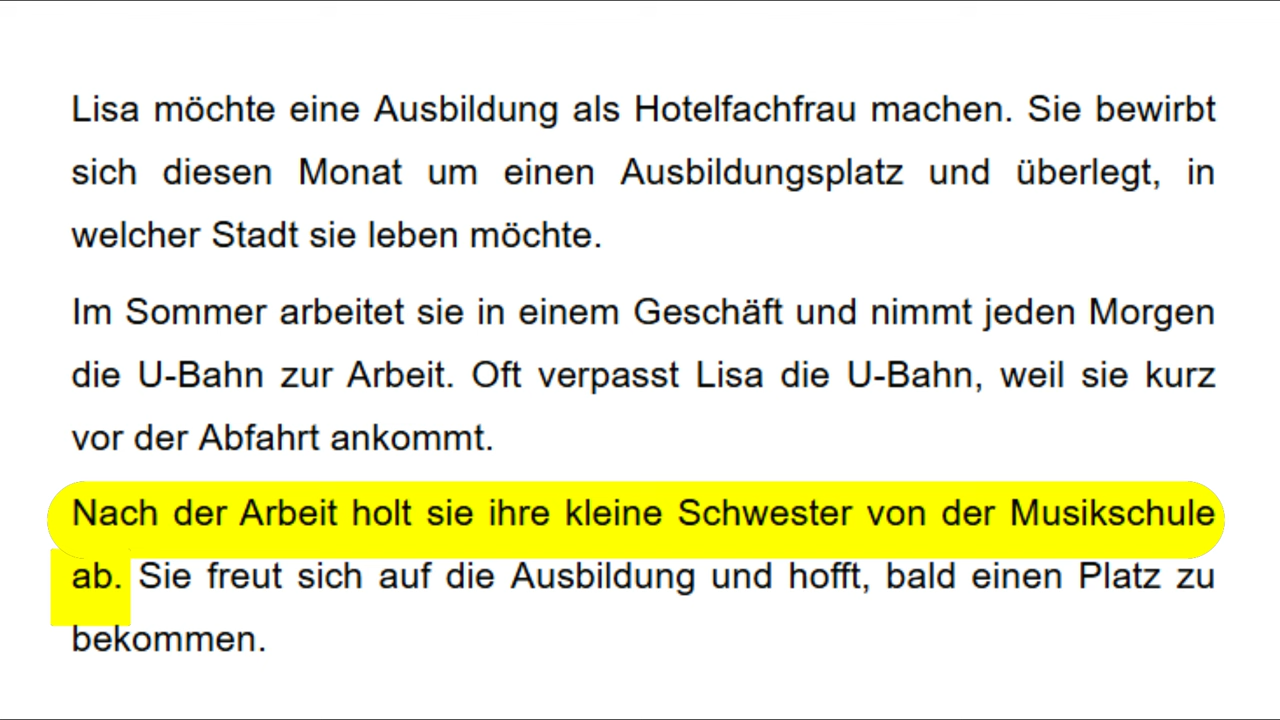 Lisa möchte eine Ausbildung als Hotelfachfrau machen. Sie bewirbt
sich diesen Monat um einen Ausbildungsplatz und überlegt, in
welcher Stadt sie leben möchte.
Im Sommer arbeitet sie in einem Geschäft und nimmt jeden Morgen
die U-Bahn zur Arbeit. Oft verpasst Lisa die U-Bahn, weil sie kurz
vor der Abfahrt ankommt.
Nach der Arbeit holt sie ihre kleine Schwester von der Musikschule
ab. Sie freut sich auf die Ausbildung und hofft, bald einen Platz zu
bekommen.